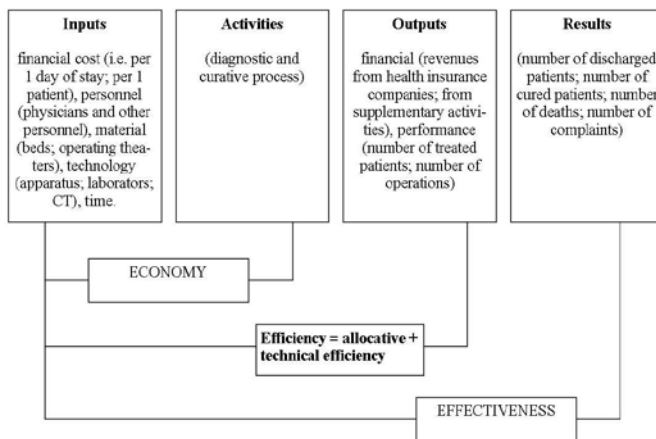 Inputs
financial cost (i.e. per
1 day of stay; per 1
patient), personnel
(physicians and other
personnel), material
(beds; operating thea-
ters), technology
(apparatus; laborators;
CT), time.
Activities
(diagnostic and
curative process)
Outputs
financial (revenues
from health insurance
companies; from
supplementary activi-
ties), performance
(number of treated
patients; number of
operations)
Results
(number of discharged
patients; number of
cured patients; number
of deaths; number of
complaints)
ECONOMY
Efficiency = allocative +
technical efficiency
EFFECTIVENESS